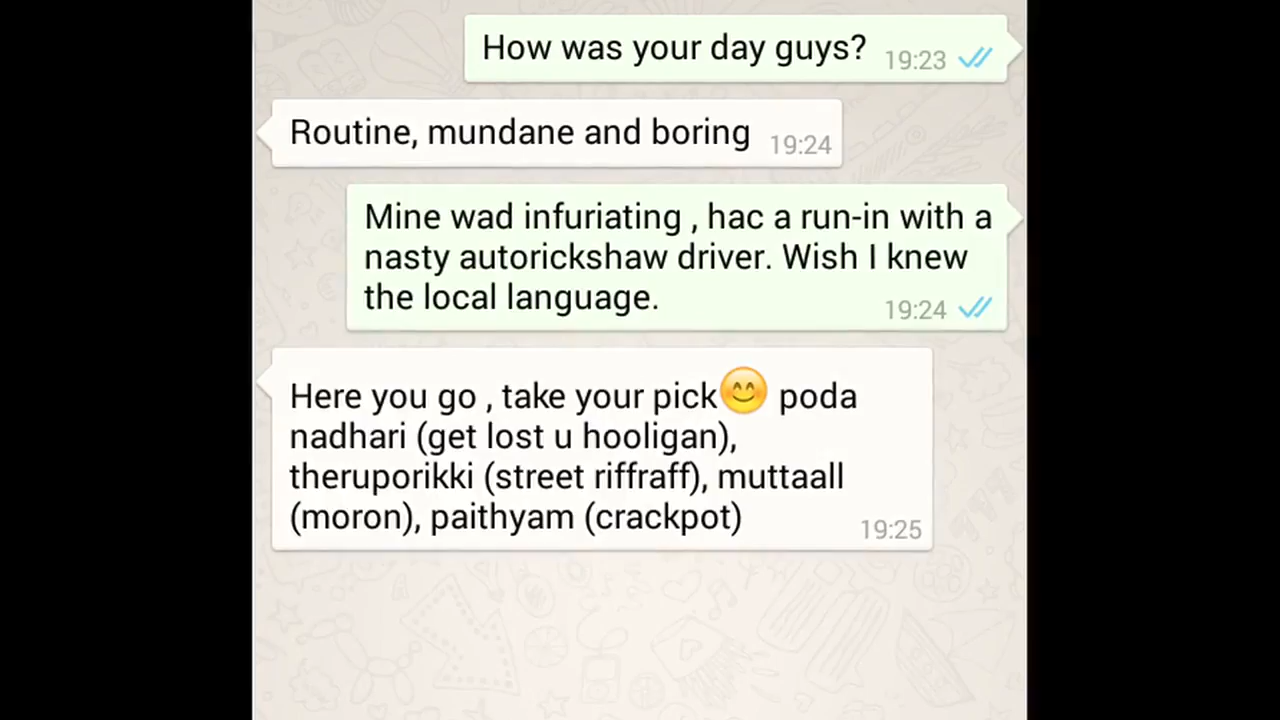 How was your day guys? 19:23
Routine, mundane and boring 19:24
Mine wad infuriating , hac a run-in with a
nasty autorickshaw driver. Wish I knew
the local language. 19:24
Here you go , take your pick😊 poda
nadhari (get lost u hooligan),
theruporikki (street riffraff), muttaall
(moron), paithyam (crackpot) 19:25